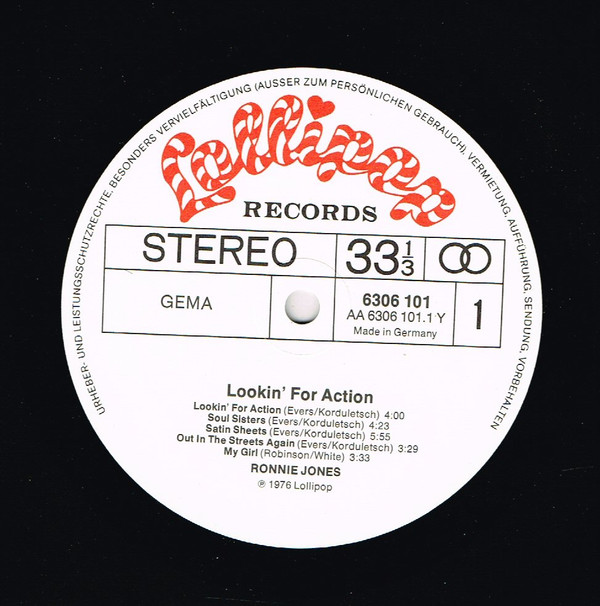 URHEBER- UND LEISTUNGSSCHUTZRECHTE, BESONDERS VERVIELFÄLTIGUNG (AUSSER ZUM PERSÖNLICHEN GEBRAUCH), VERMIETUNG, AUFFÜHRUNG, SENDUNG, VORBEHALTEN
Lollipop
RECORDS
STEREO
33 1/3
GEMA
6306 101
AA 6306 101.1 Y
Made in Germany
1
Lookin' For Action
Lookin' For Action (Evers/Korduletsch) 4:00
Soul Sisters (Evers/Korduletsch) 4:23
Satin Sheets (Evers/Korduletsch) 5:55
Out In The Streets Again (Evers/Korduletsch) 3:29
My Girl (Robinson/White) 3:33
RONNIE JONES
℗ 1976 Lollipop